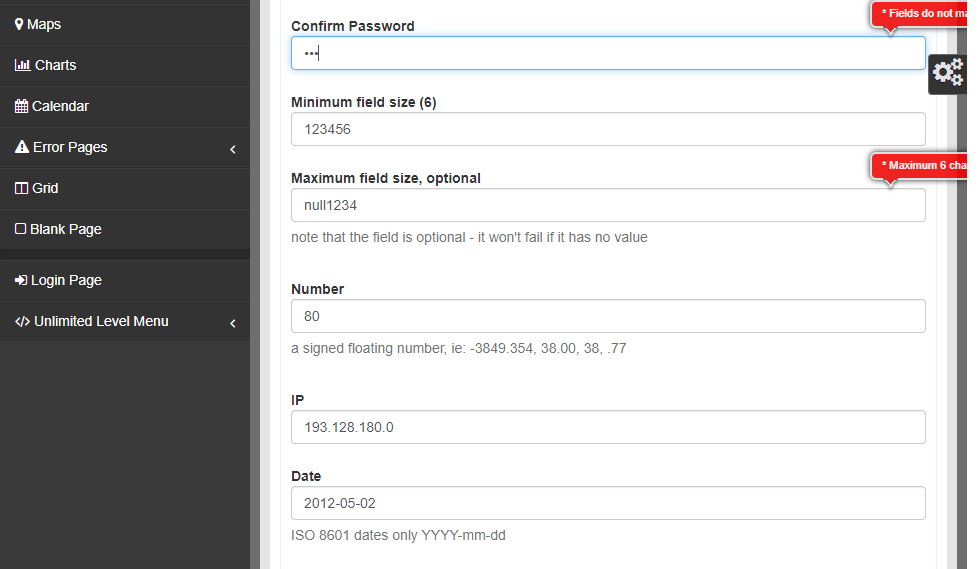 Maps
Charts
Calendar
Error Pages
Grid
Blank Page
Login Page
Unlimited Level Menu
Confirm Password
•••
* Fields do not
Minimum field size (6)
123456
* Maximum 6
Maximum field size, optional
null1234
note that the field is optional - it won't fail if it has no value
Number
80
a signed floating number, ie: -3849.354, 38.00, 38, .77
IP
193.128.180.0
Date
2012-05-02
ISO 8601 dates only YYYY-mm-dd